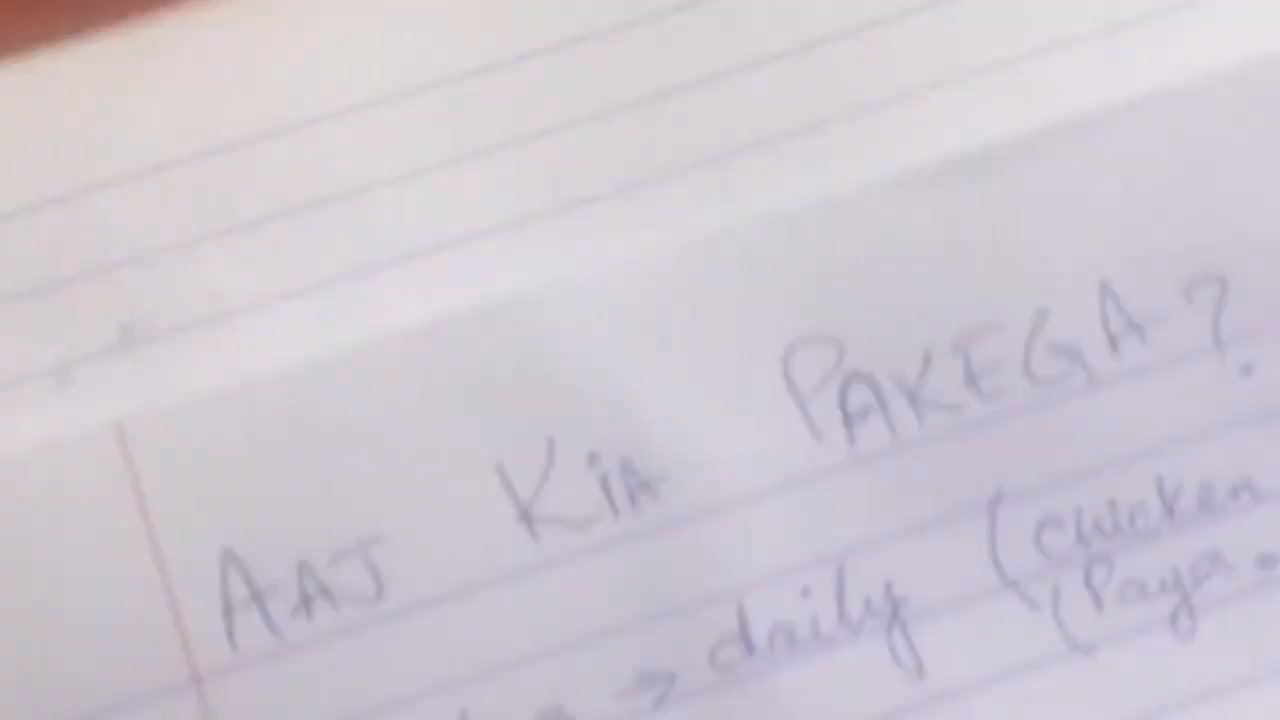 AAJ KiA PAKEGA?
→ daily (chicken
(Paya.